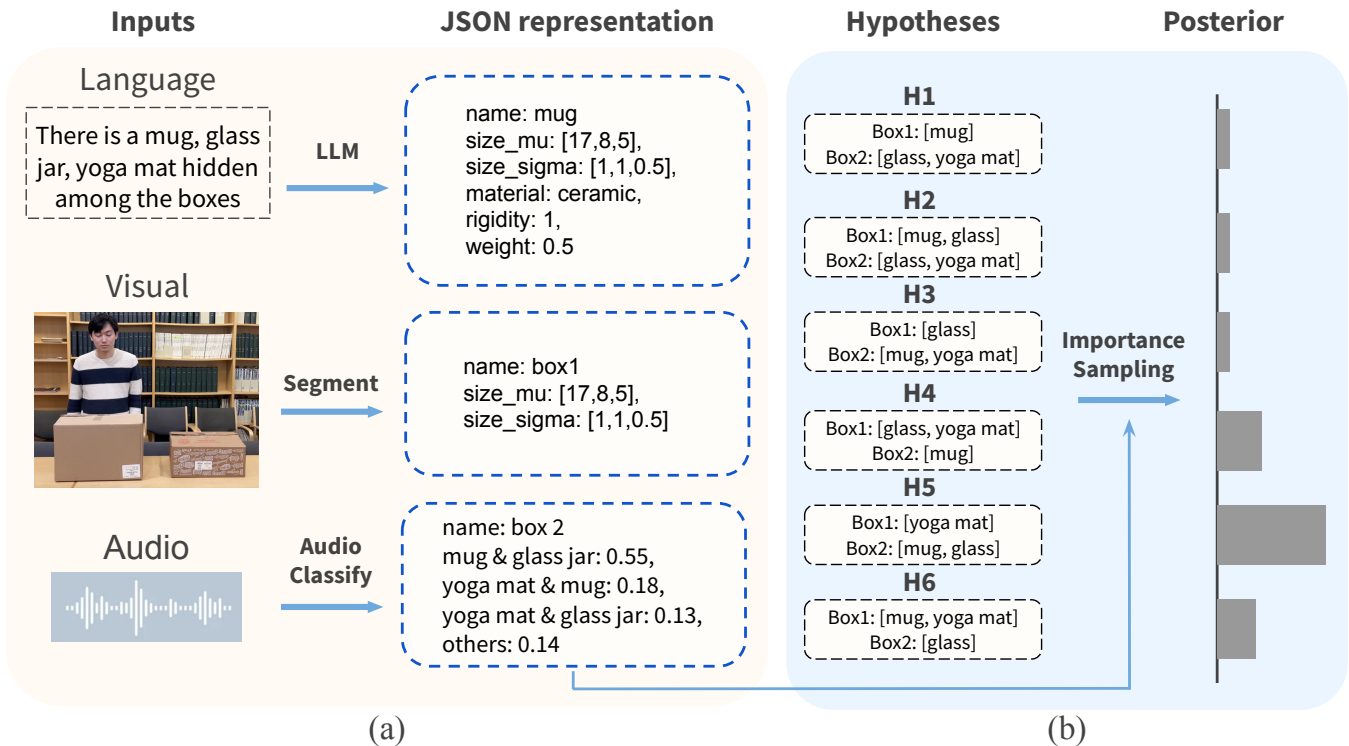 Inputs
JSON representation
Hypotheses
Posterior
Language
There is a mug, glass
jar, yoga mat hidden
among the boxes
LLM
name: mug
size_mu: [17,8,5],
size_sigma: [1,1,0.5],
material: ceramic,
rigidity: 1,
weight: 0.5
Visual
Segment
name: box1
size_mu: [17,8,5],
size_sigma: [1,1,0.5]
Audio
Audio
Classify
name: box 2
mug & glass jar: 0.55,
yoga mat & mug: 0.18,
yoga mat & glass jar: 0.13,
others: 0.14
(a)
H1
Box1: [mug]
Box2: [glass, yoga mat]
H2
Box1: [mug, glass]
Box2: [glass, yoga mat]
H3
Box1: [glass]
Box2: [mug, yoga mat]
H4
Box1: [glass, yoga mat]
Box2: [mug]
H5
Box1: [yoga mat]
Box2: [mug, glass]
H6
Box1: [mug, yoga mat]
Box2: [glass]
Importance
Sampling
(b)